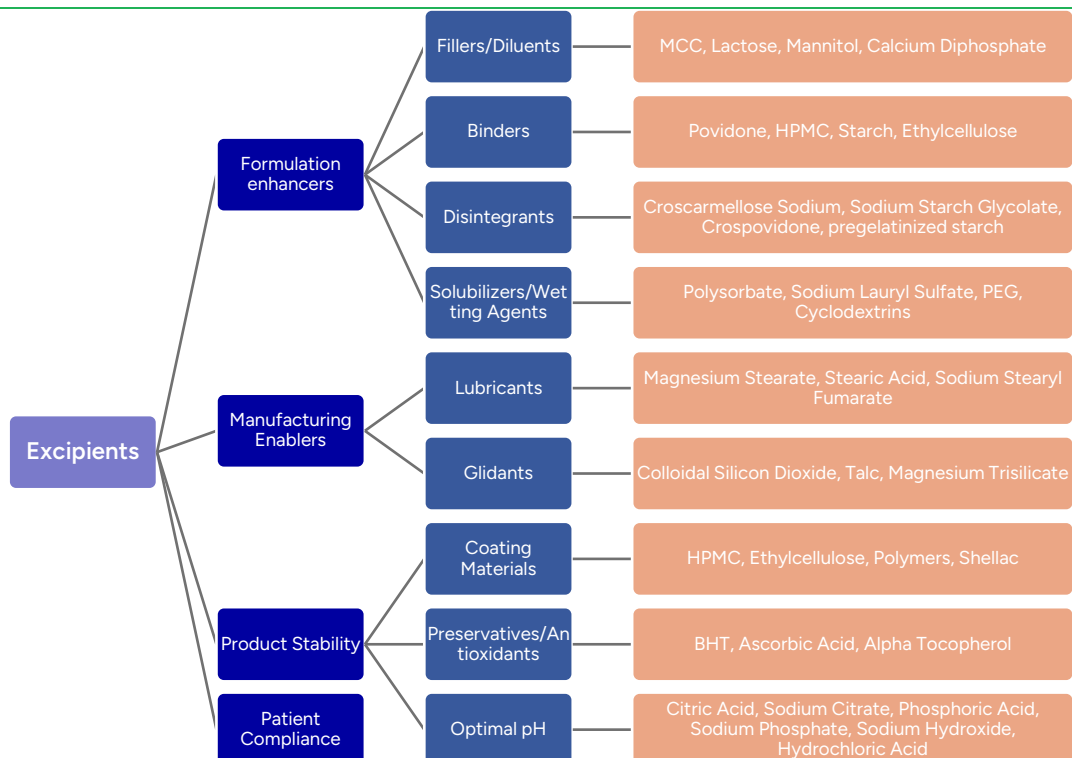 Excipients
Formulation
enhancers
Fillers/Diluents
MCC, Lactose, Mannitol, Calcium Diphosphate
Binders
Povidone, HPMC, Starch, Ethylcellulose
Disintegrants
Croscarmellose Sodium, Sodium Starch Glycolate,
Crospovidone, pregelatinized starch
Solubilizers/Wet
ting Agents
Polysorbate, Sodium Lauryl Sulfate, PEG,
Cyclodextrins
Manufacturing
Enablers
Lubricants
Magnesium Stearate, Stearic Acid, Sodium Stearyl
Fumarate
Glidants
Colloidal Silicon Dioxide, Talc, Magnesium Trisilicate
Product Stability
Coating
Materials
HPMC, Ethylcellulose, Polymers, Shellac
Preservatives/An
tioxidants
BHT, Ascorbic Acid, Alpha Tocopherol
Optimal pH
Citric Acid, Sodium Citrate, Phosphoric Acid,
Sodium Phosphate, Sodium Hydroxide,
Hydrochloric Acid
Patient
Compliance